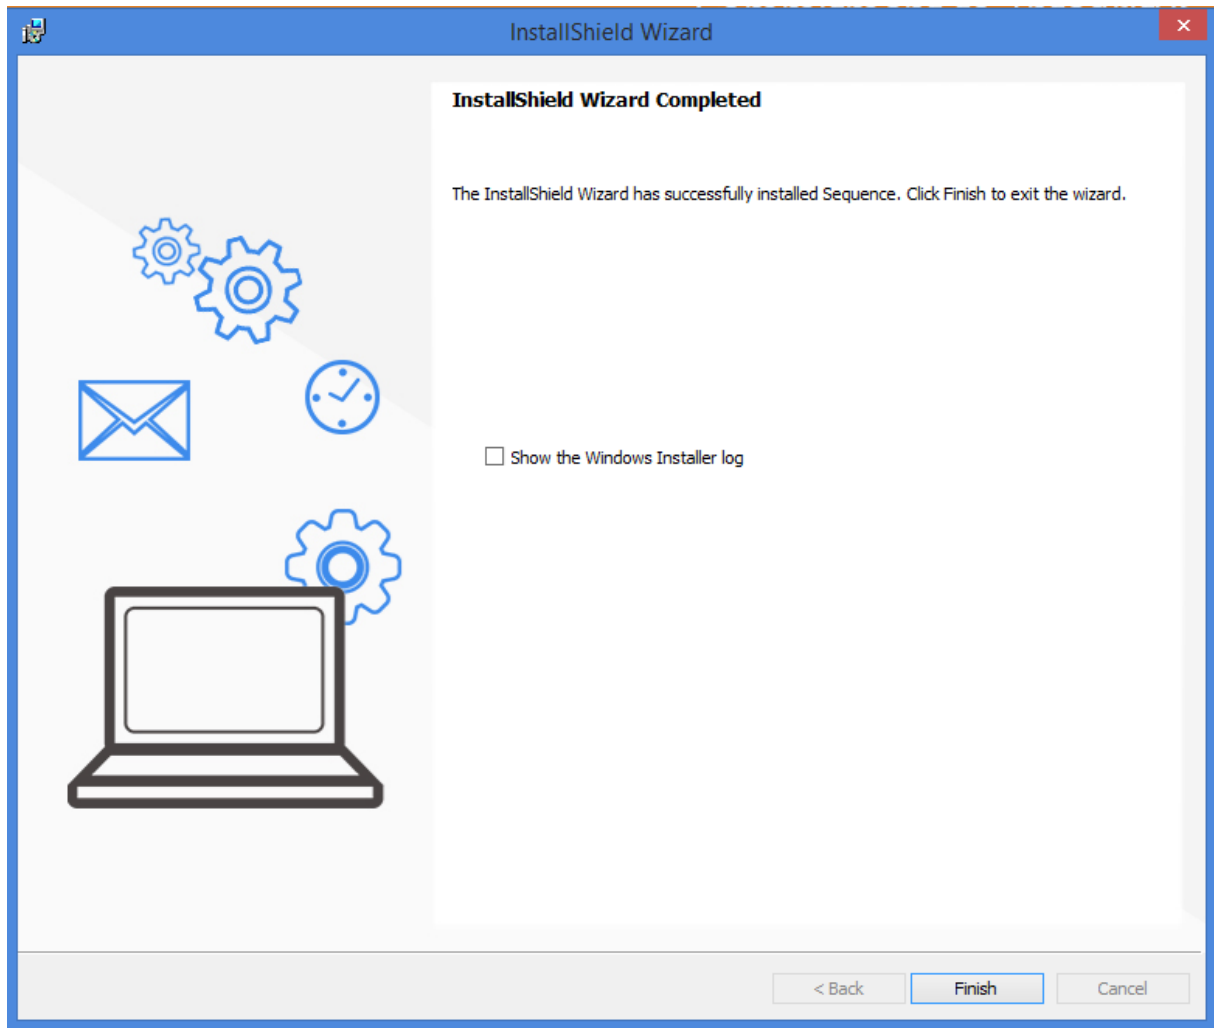 InstallShield Wizard
InstallShield Wizard Completed
The InstallShield Wizard has successfully installed Sequence. Click Finish to exit the wizard.
Show the Windows Installer log
< Back
Finish
Cancel